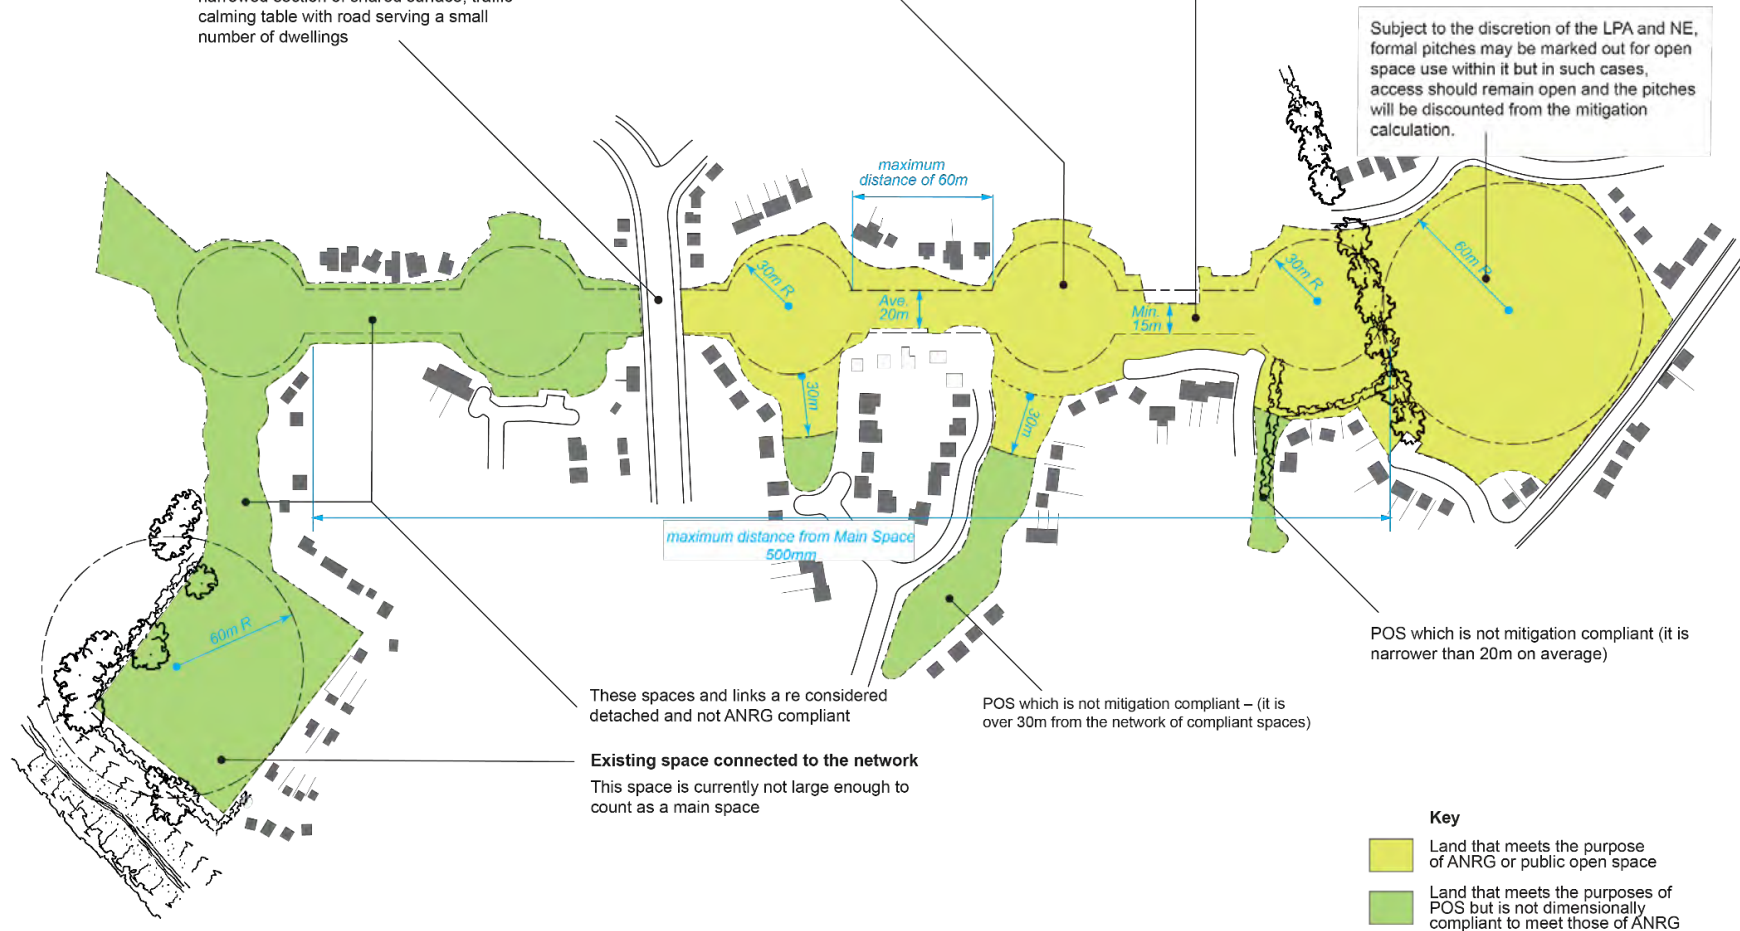 narrowed section of shared surface, traffic
calming table with road serving a small
number of dwellings
Subject to the discretion of the LPA and NE,
formal pitches may be marked out for open
space use within it but in such cases,
access should remain open and the pitches
will be discounted from the mitigation
calculation.
maximum
distance of 60m
30m R
Ave.
20m
Min.
15m
30m R
60m R
30m
30m
maximum distance from Main Space
500mm
60m R
POS which is not mitigation compliant (it is
narrower than 20m on average)
These spaces and links a re considered
detached and not ANRG compliant
POS which is not mitigation compliant – (it is
over 30m from the network of compliant spaces)
Existing space connected to the network
This space is currently not large enough to
count as a main space
Key
Land that meets the purpose
of ANRG or public open space
Land that meets the purposes of
POS but is not dimensionally
compliant to meet those of ANRG